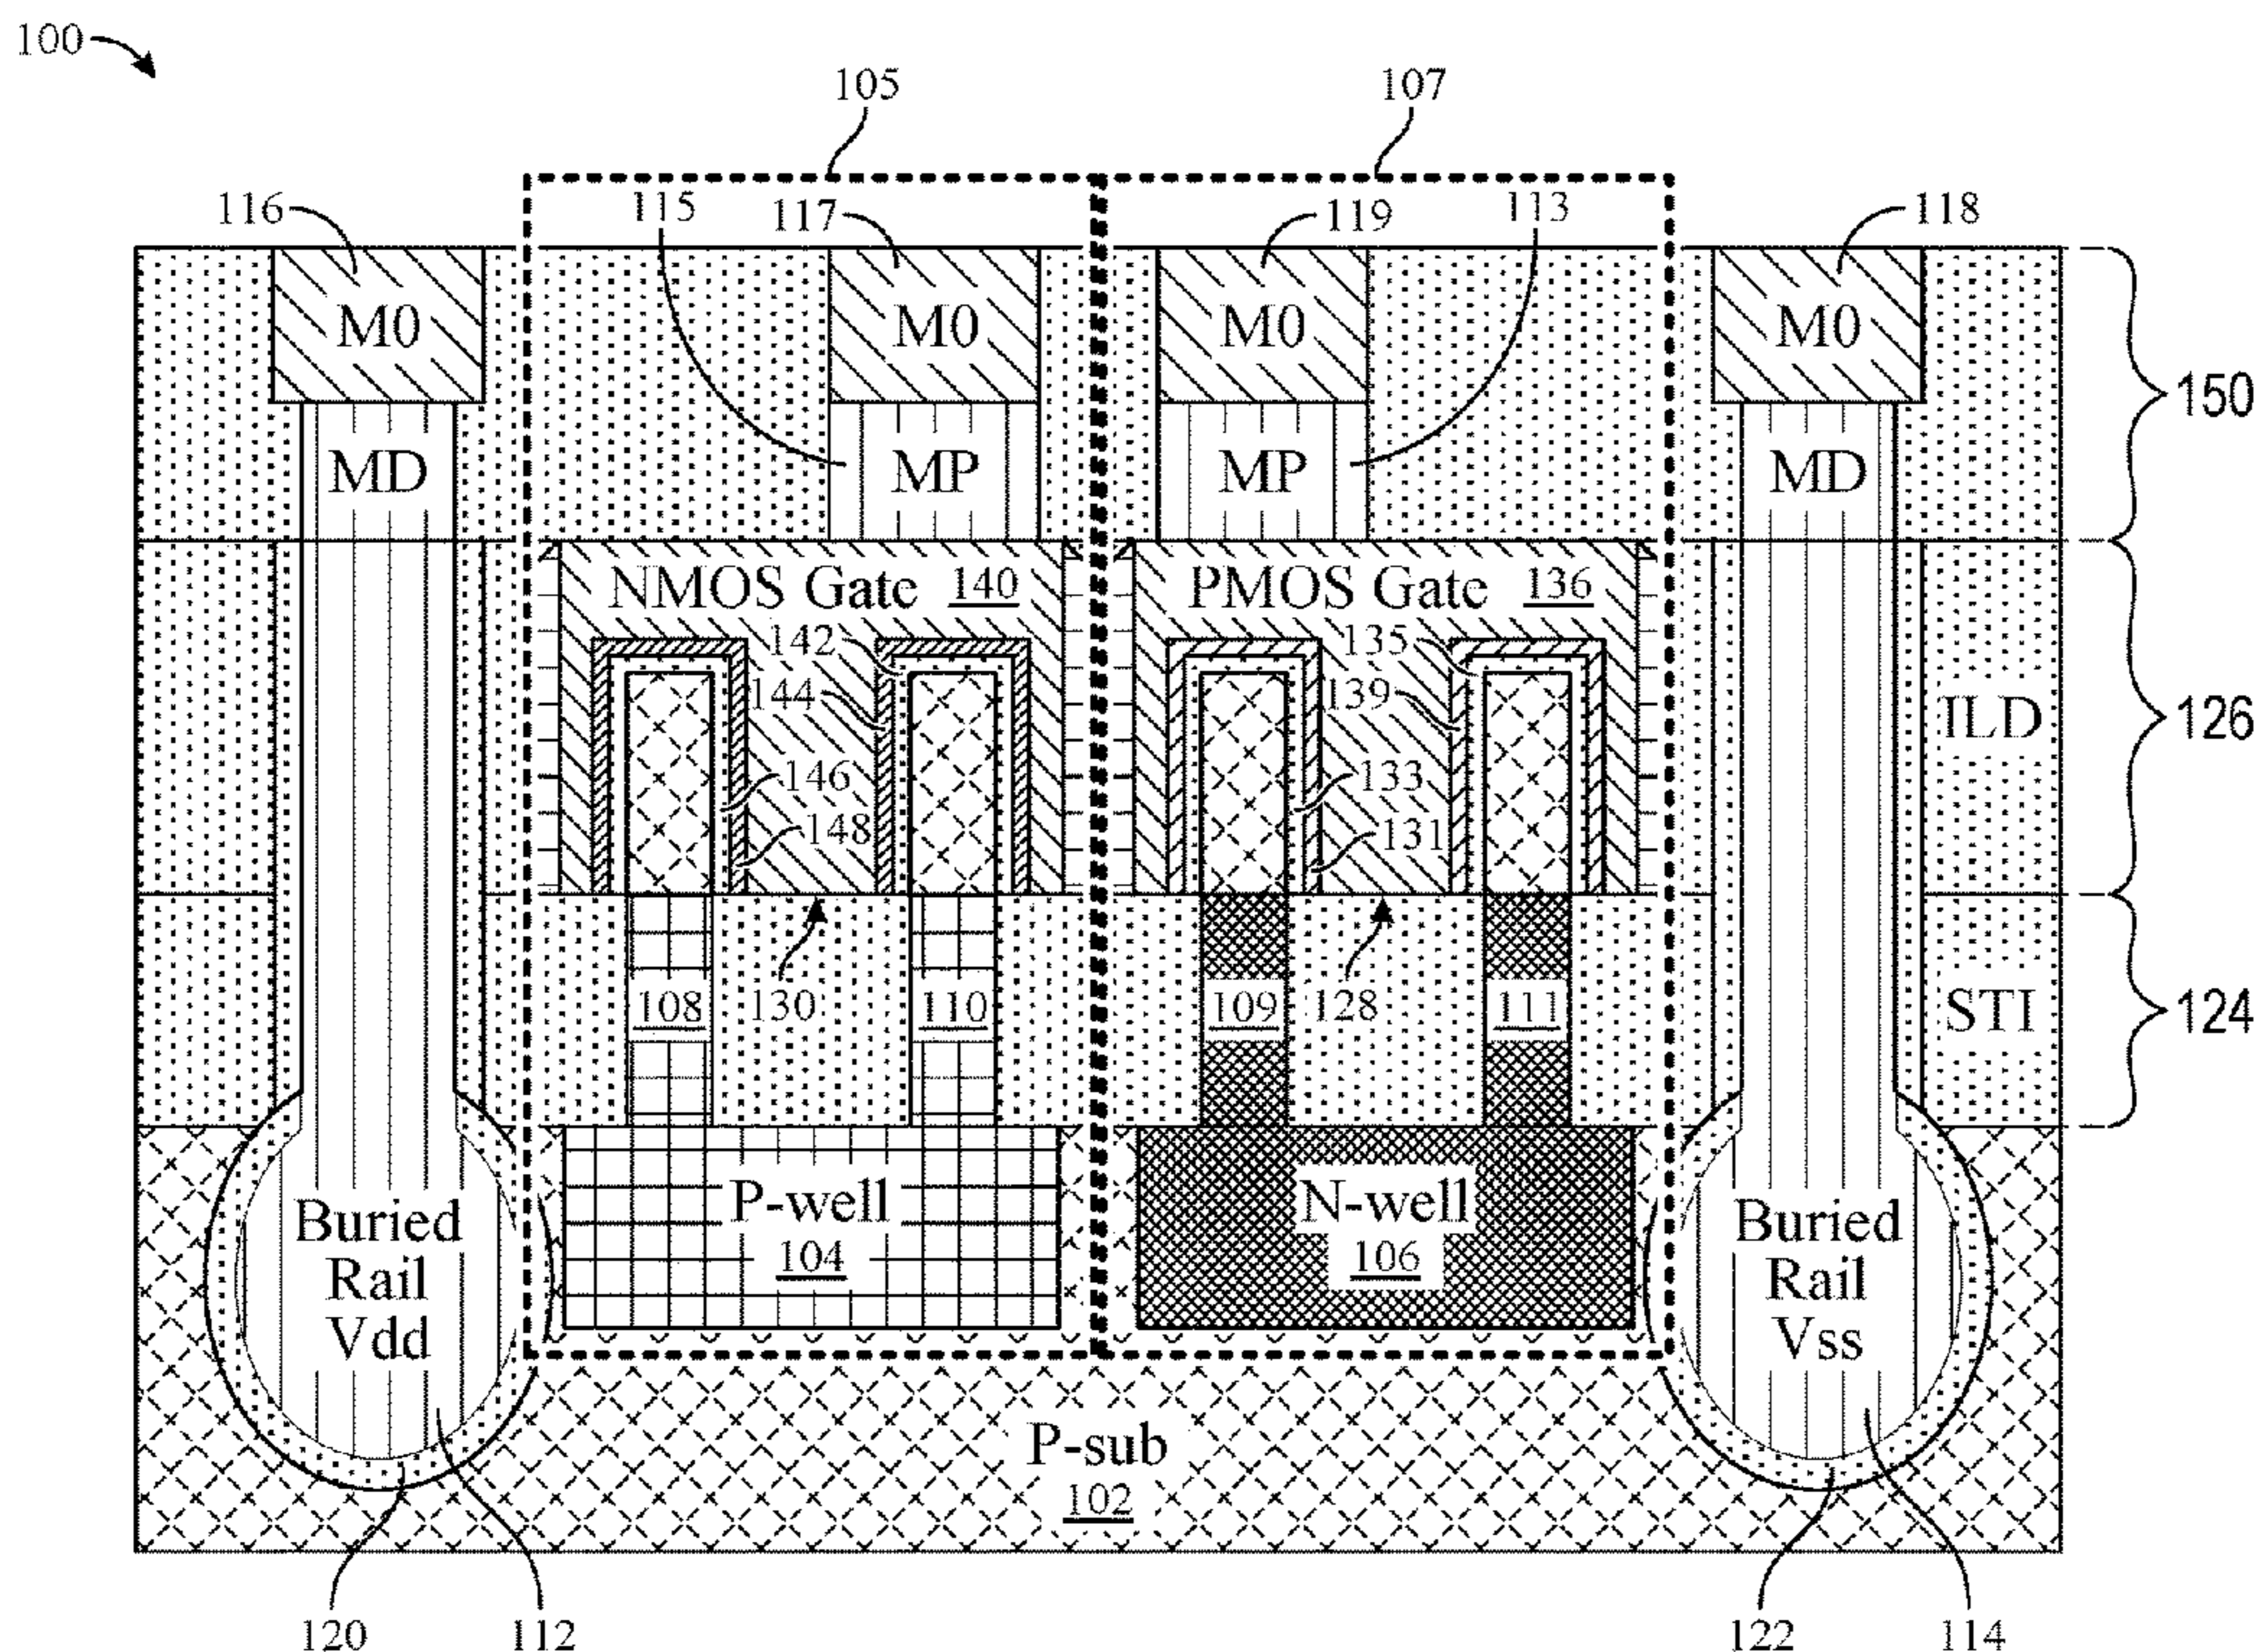 100
105
107
116
115
117
119
113
118
M0
M0
M0
M0
150
MD
MP
MP
MD
NMOS Gate 140
PMOS Gate 136
142
135
144
139
ILD
126
146
133
148
131
108
130
110
109
128
111
STI
124
P-well
104
N-well
106
Buried
Rail
Vdd
Buried
Rail
Vss
P-sub
102
120
112
122
114